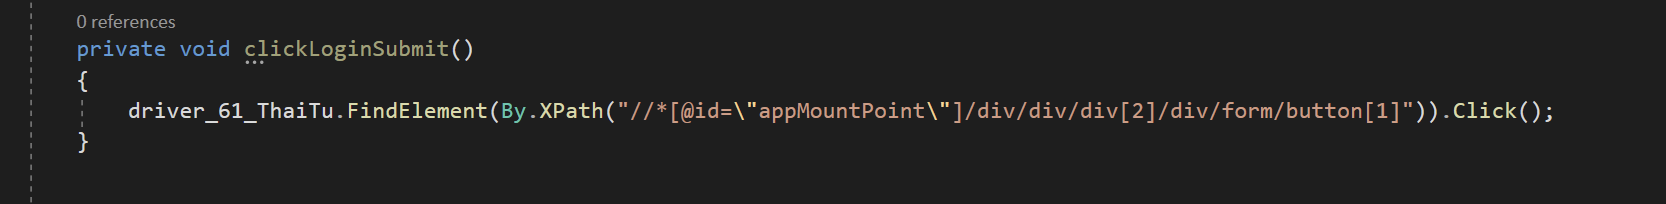 0 references
private void clickLoginSubmit()
{
driver_61_ThaiTu.FindElement(By.XPath("//*[@id=\"appMountPoint\"]/div/div/div[2]/div/form/button[1]")).Click();
}